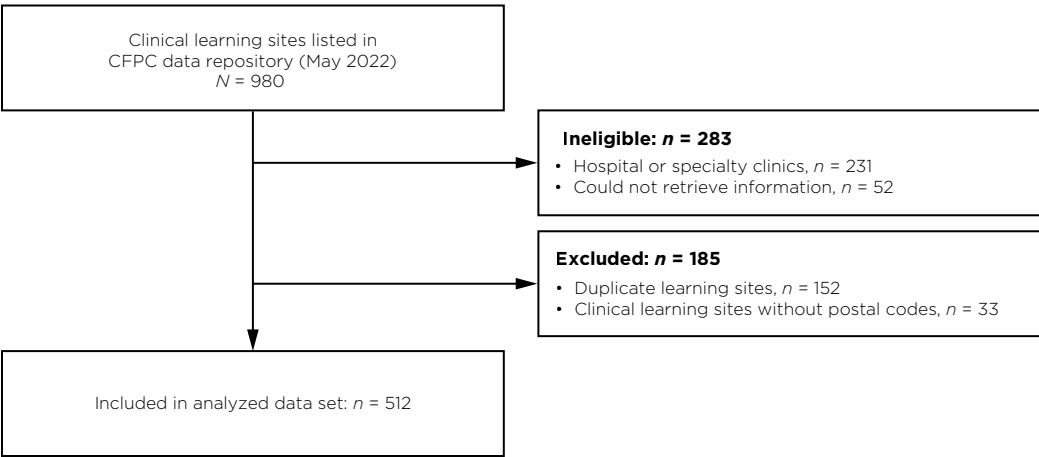 Clinical learning sites listed in
CFPC data repository (May 2022)
N = 980
Ineligible: n = 283
• Hospital or specialty clinics, n = 231
• Could not retrieve information, n = 52
Excluded: n = 185
• Duplicate learning sites, n = 152
• Clinical learning sites without postal codes, n = 33
Included in analyzed data set: n = 512